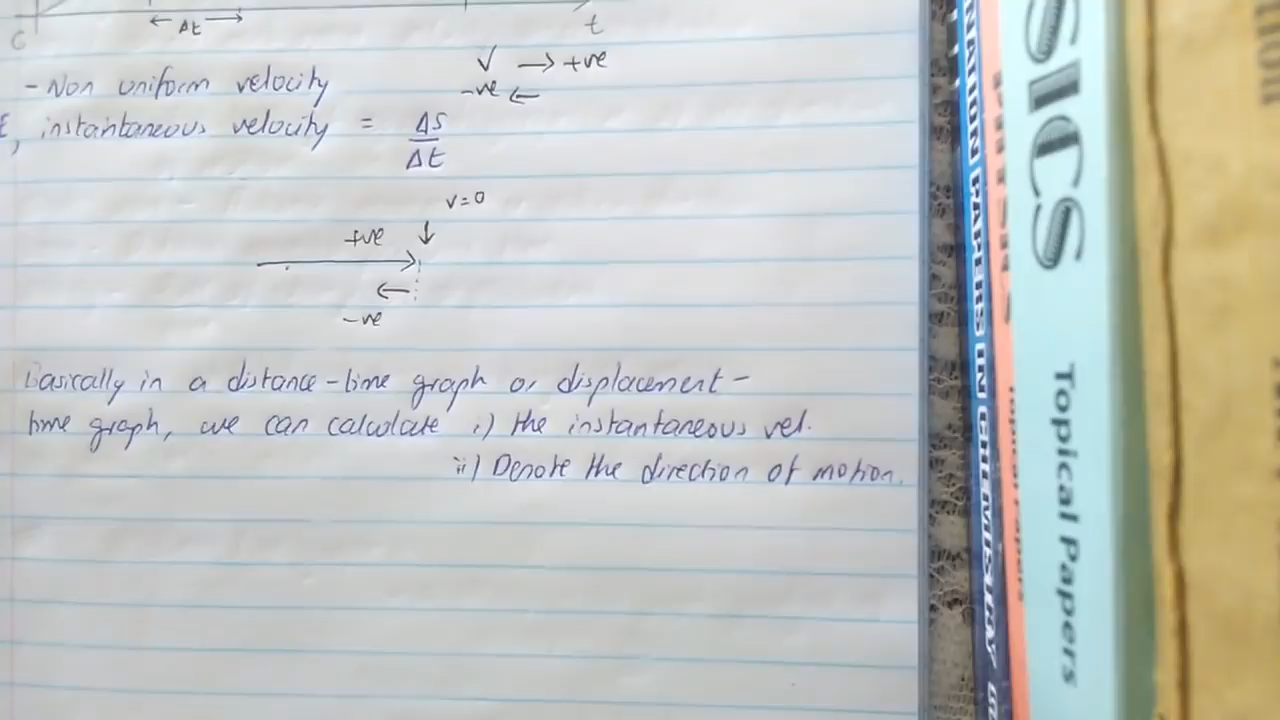 ← Δt →
t
C
- Non uniform velocity
V → +ve
-ve ←
, instantaneous velocity = Δs
Δt
v=0
↓
+ve
←
-ve
Basically in a distance-time graph or displacement-
time graph, we can calculate i) the instantaneous vel.
ii) Denote the direction of motion.
NATION PAPERS IN CHEMISTRY
SICS
Topical Papers